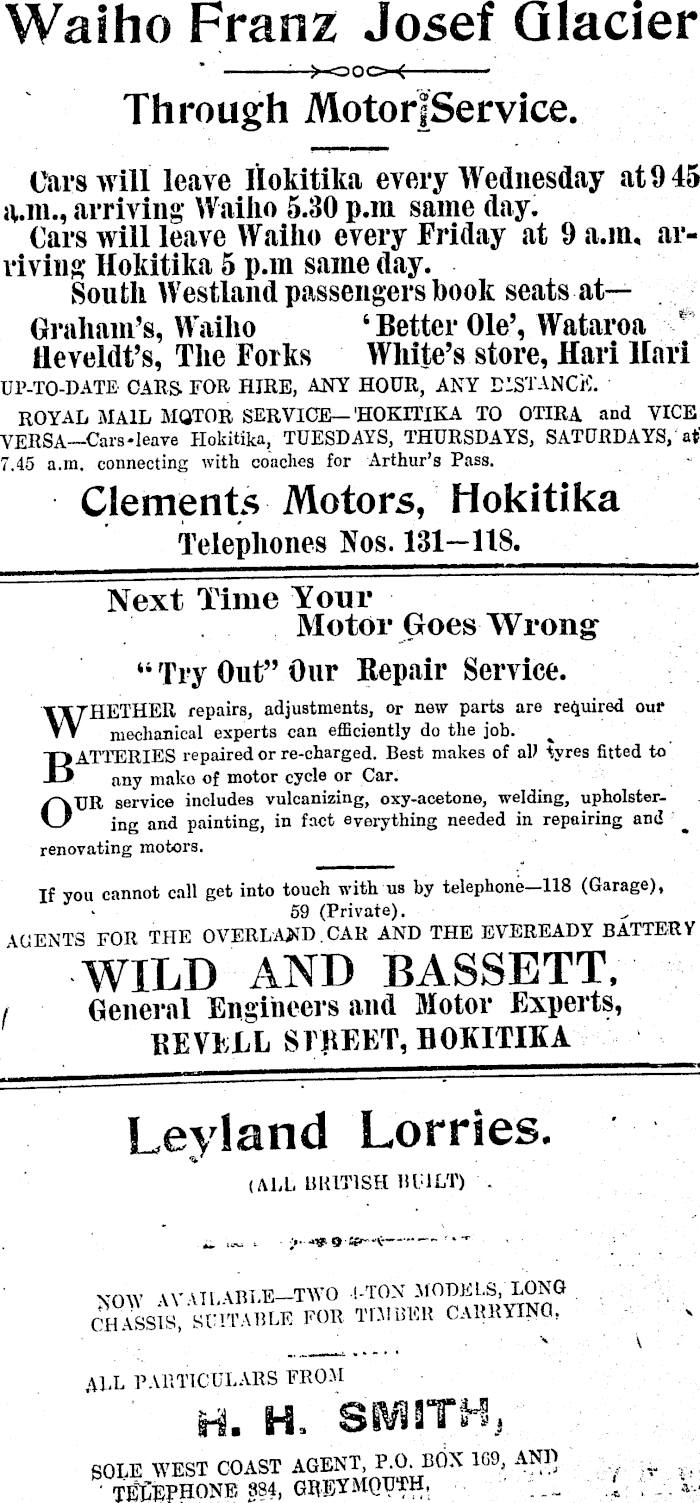 Waiho Franz Josef Glacier
Through Motor Service.
Cars will leave Hokitika every Wednesday at 9 45
a.m., arriving Waiho 5.30 p.m same day.
Cars will leave Waiho every Friday at 9 a.m. ar-
riving Hokitika 5 p.m same day.
South Westland passengers book seats at—
Graham's, Waiho 'Better Ole', Wataroa
Heveldt's, The Forks White's store, Hari Hari
UP-TO-DATE CARS FOR HIRE, ANY HOUR, ANY DISTANCE.
ROYAL MAIL MOTOR SERVICE—HOKITIKA TO OTIRA and VICE
VERSA—Cars leave Hokitika, TUESDAYS, THURSDAYS, SATURDAYS, at
7.45 a.m. connecting with coaches for Arthur's Pass.
Clements Motors, Hokitika
Telephones Nos. 131—118.
Next Time Your
Motor Goes Wrong
"Try Out" Our Repair Service.
WHETHER repairs, adjustments, or new parts are required our
mechanical experts can efficiently do the job.
BATTERIES repaired or re-charged. Best makes of all tyres fitted to
any make of motor cycle or Car.
OUR service includes vulcanizing, oxy-acetone, welding, upholster-
ing and painting, in fact everything needed in repairing and
renovating motors.
If you cannot call get into touch with us by telephone—118 (Garage),
59 (Private).
AGENTS FOR THE OVERLAND CAR AND THE EVEREADY BATTERY
WILD AND BASSETT,
General Engineers and Motor Experts,
REVELL STREET, HOKITIKA
Leyland Lorries.
(ALL BRITISH BUILT)
NOW AVAILABLE—TWO 4-TON MODELS, LONG
CHASSIS, SUITABLE FOR TIMBER CARRYING.
ALL PARTICULARS FROM
H. H. SMITH,
SOLE WEST COAST AGENT, P.O. BOX 169, AND
TELEPHONE 384, GREYMOUTH.